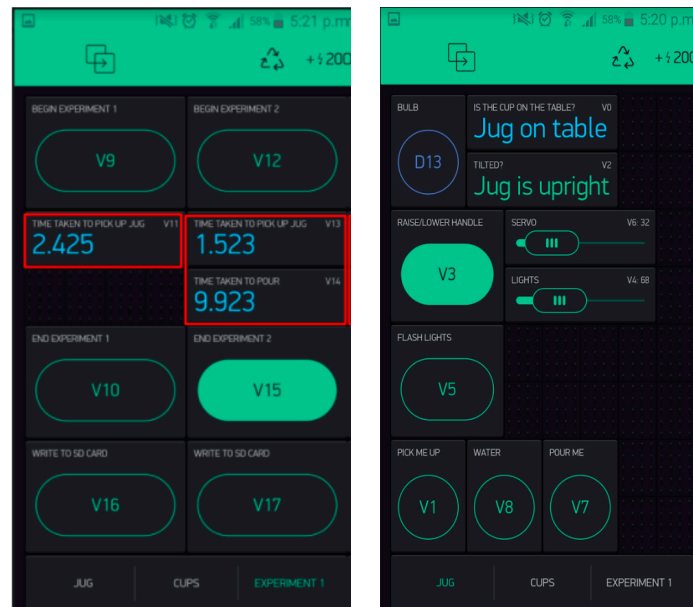 58% 5:21 p.m
+ 200
BEGIN EXPERIMENT 1
V9
BEGIN EXPERIMENT 2
V12
TIME TAKEN TO PICK UP JUG V11
2.425
TIME TAKEN TO PICK UP JUG V13
1.523
TIME TAKEN TO POUR V14
9.923
END EXPERIMENT 1
V10
END EXPERIMENT 2
V15
WRITE TO SD CARD
V16
WRITE TO SD CARD
V17
JUG CUPS EXPERIMENT 1
58% 5:20 p.m
+ 200
BULB
D13
IS THE CUP ON THE TABLE? V0
Jug on table
TILTED? V2
Jug is upright
RAISE/LOWER HANDLE
V3
SERVO V6: 32
LIGHTS V4: 68
FLASH LIGHTS
V5
PICK ME UP
V1
WATER
V8
POUR ME
V7
JUG CUPS EXPERIMENT 1